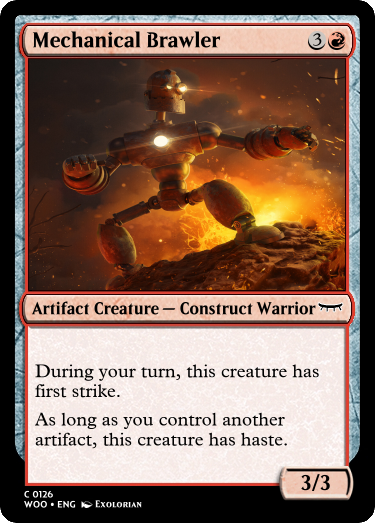 Mechanical Brawler 3
Artifact Creature — Construct Warrior
During your turn, this creature has
first strike.
As long as you control another
artifact, this creature has haste.
3/3
C 0126
WOO • ENG Exolorian